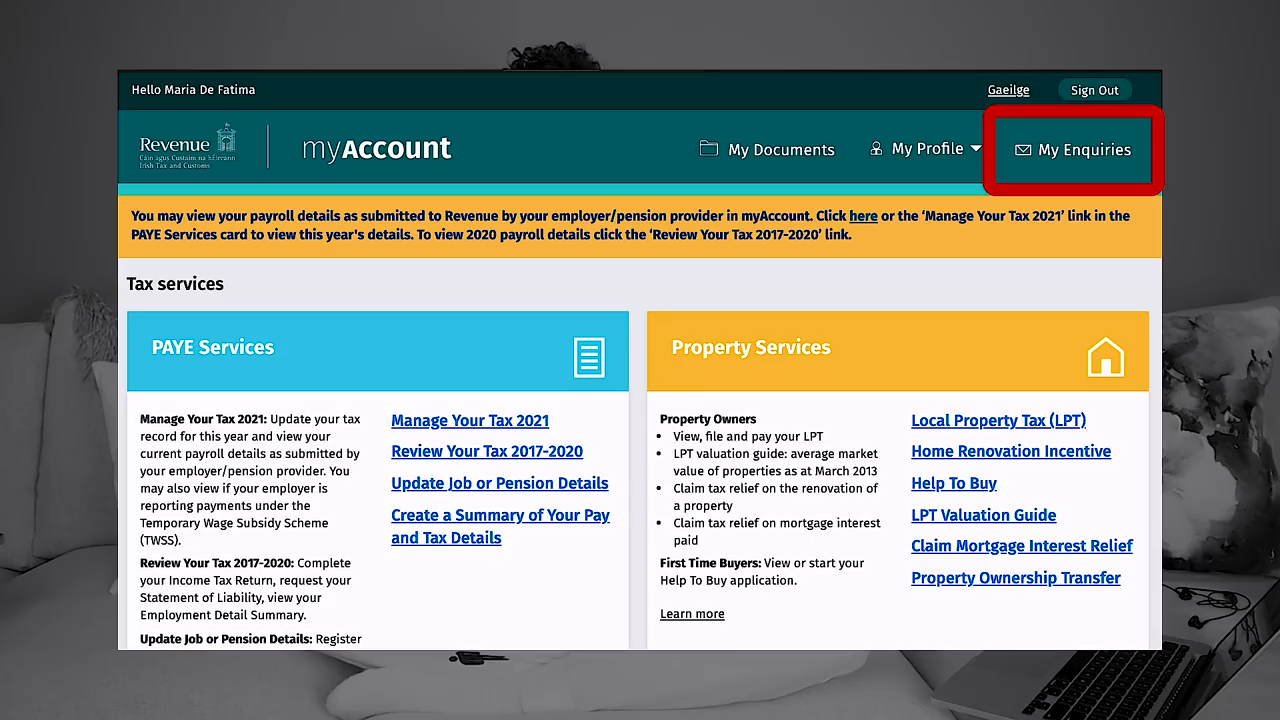 Hello Maria De Fatima
Gaeilge
Sign Out
Revenue
Cáin agus Custaim na hÉireann
Irish Tax and Customs
myAccount
My Documents
My Profile
My Enquiries
You may view your payroll details as submitted to Revenue by your employer/pension provider in myAccount. Click here or the ‘Manage Your Tax 2021’ link in the
PAYE Services card to view this year's details. To view 2020 payroll details click the ‘Review Your Tax 2017-2020’ link.
Tax services
PAYE Services
Manage Your Tax 2021: Update your tax
record for this year and view your
current payroll details as submitted by
your employer/pension provider. You
may also view if your employer is
reporting payments under the
Temporary Wage Subsidy Scheme
(TWSS).
Review Your Tax 2017-2020: Complete
your Income Tax Return, request your
Statement of Liability, view your
Employment Detail Summary.
Update Job or Pension Details: Register
Manage Your Tax 2021
Review Your Tax 2017-2020
Update Job or Pension Details
Create a Summary of Your Pay
and Tax Details
Property Services
Property Owners
• View, file and pay your LPT
• LPT valuation guide: average market
value of properties as at March 2013
• Claim tax relief on the renovation of
a property
• Claim tax relief on mortgage interest
paid
First Time Buyers: View or start your
Help To Buy application.
Learn more
Local Property Tax (LPT)
Home Renovation Incentive
Help To Buy
LPT Valuation Guide
Claim Mortgage Interest Relief
Property Ownership Transfer